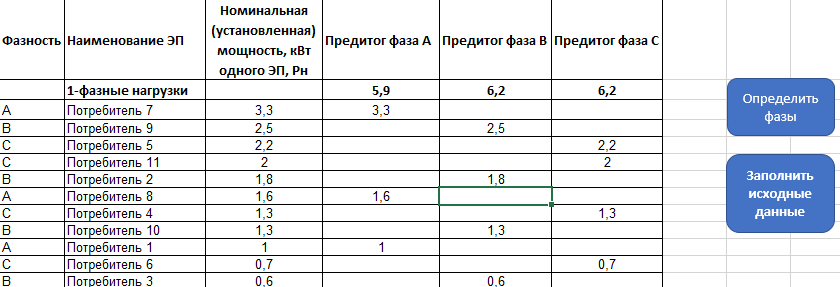 Фазность Наименование ЭП Номинальная (установленная) мощность, кВт одного ЭП, Рн Предитог фаза А Предитог фаза В Предитог фаза С
1-фазные нагрузки 5,9 6,2 6,2
A Потребитель 7 3,3 3,3
B Потребитель 9 2,5 2,5
C Потребитель 5 2,2 2,2
C Потребитель 11 2 2
B Потребитель 2 1,8 1,8
A Потребитель 8 1,6 1,6
C Потребитель 4 1,3 1,3
B Потребитель 10 1,3 1,3
A Потребитель 1 1 1
C Потребитель 6 0,7 0,7
B Потребитель 3 0,6 0,6
Определить
фазы
Заполнить
исходные
данные